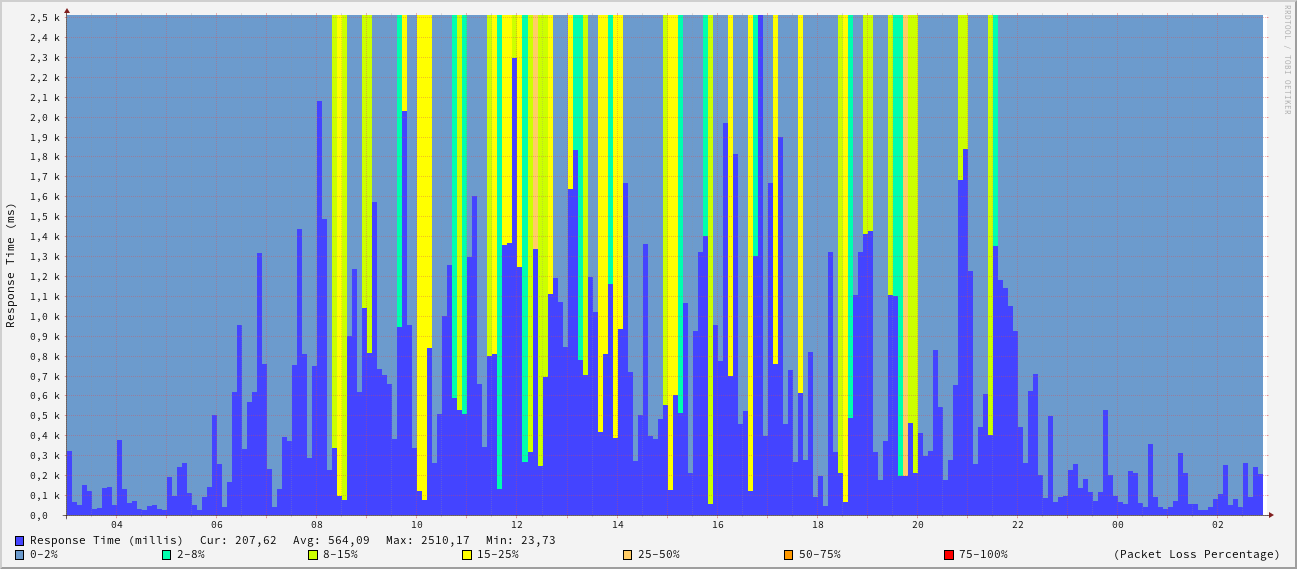 2,5 k
2,4 k
2,3 k
2,2 k
2,1 k
2,0 k
1,9 k
1,8 k
1,7 k
1,6 k
1,5 k
1,4 k
1,3 k
1,2 k
1,1 k
1,0 k
0,9 k
0,8 k
0,7 k
0,6 k
0,5 k
0,4 k
0,3 k
0,2 k
0,1 k
0,0
Response Time (ms)
RRDTOOL / TOBI OETIKER
04 06 08 10 12 14 16 18 20 22 00 02
Response Time (millis) Cur: 207,62 Avg: 564,09 Max: 2510,17 Min: 23,73
0-2% 2-8% 8-15% 15-25% 25-50% 50-75% 75-100% (Packet Loss Percentage)